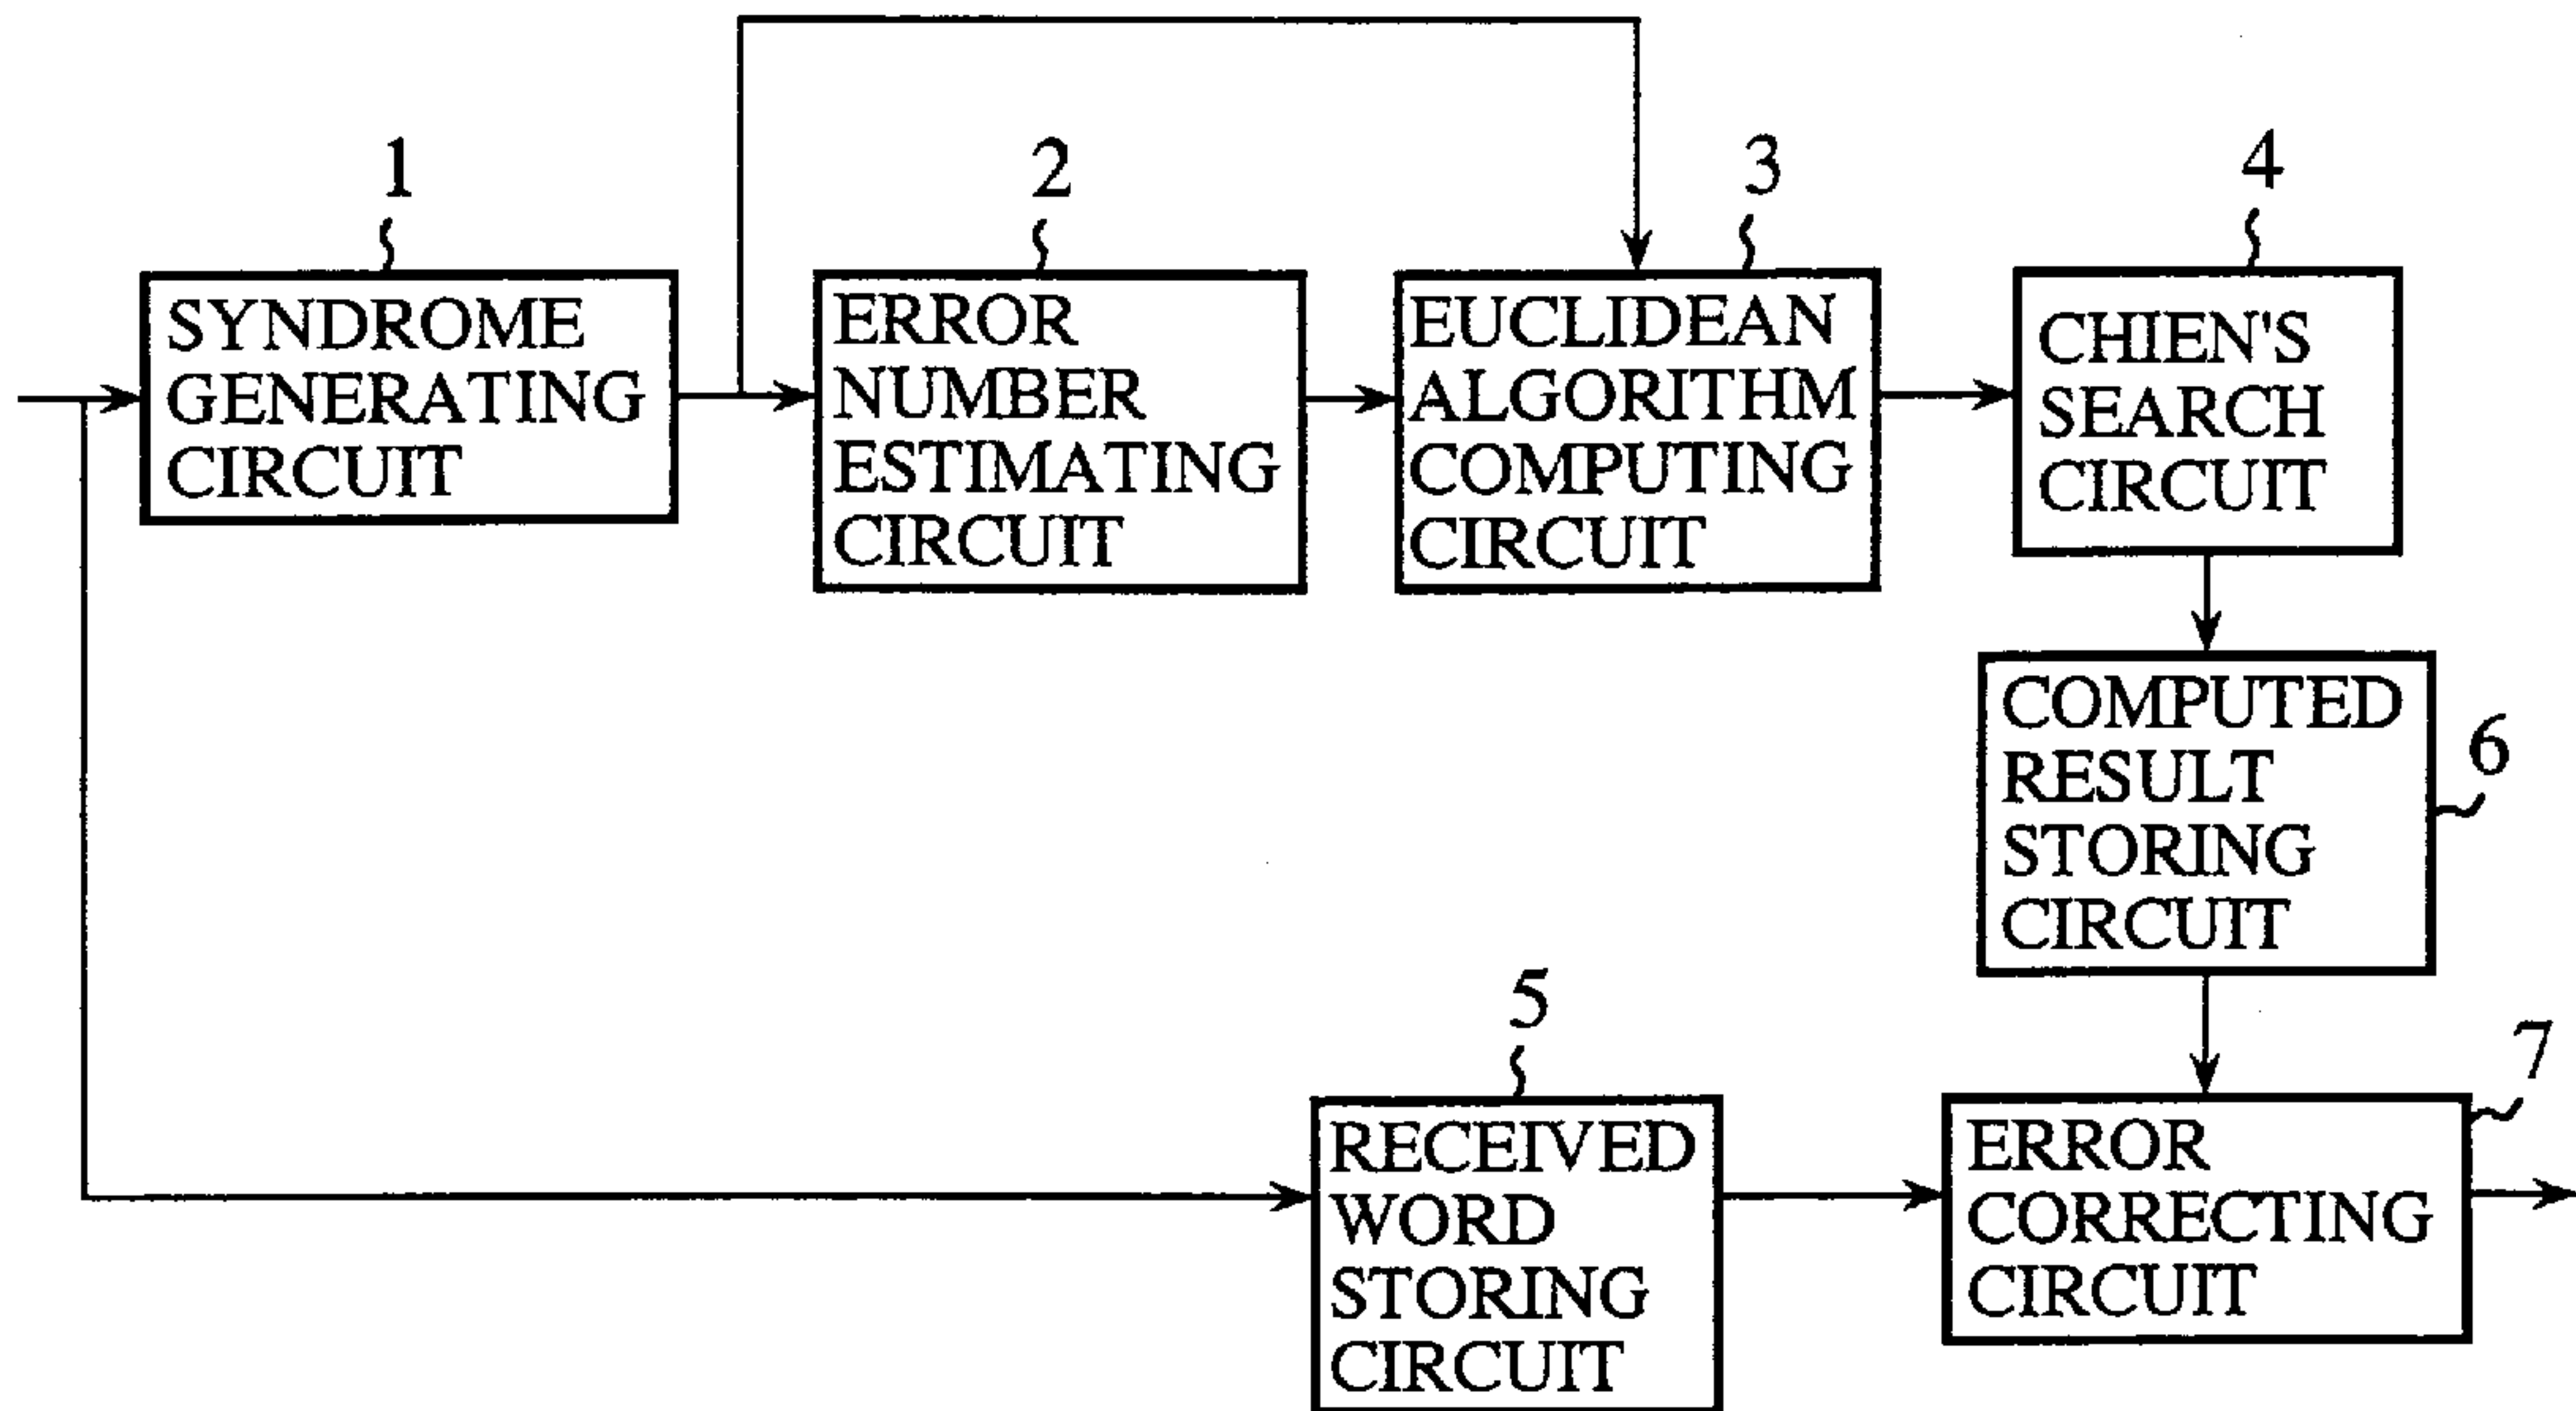 1
SYNDROME
GENERATING
CIRCUIT
2
ERROR
NUMBER
ESTIMATING
CIRCUIT
3
EUCLIDEAN
ALGORITHM
COMPUTING
CIRCUIT
4
CHIEN'S
SEARCH
CIRCUIT
COMPUTED
RESULT
STORING
CIRCUIT
6
5
RECEIVED
WORD
STORING
CIRCUIT
7
ERROR
CORRECTING
CIRCUIT